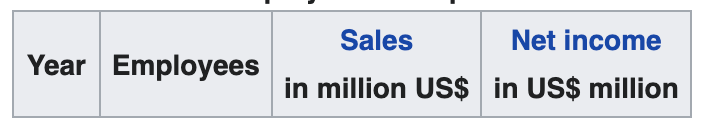 Year
Employees
Sales
in million US$
Net income
in US$ million